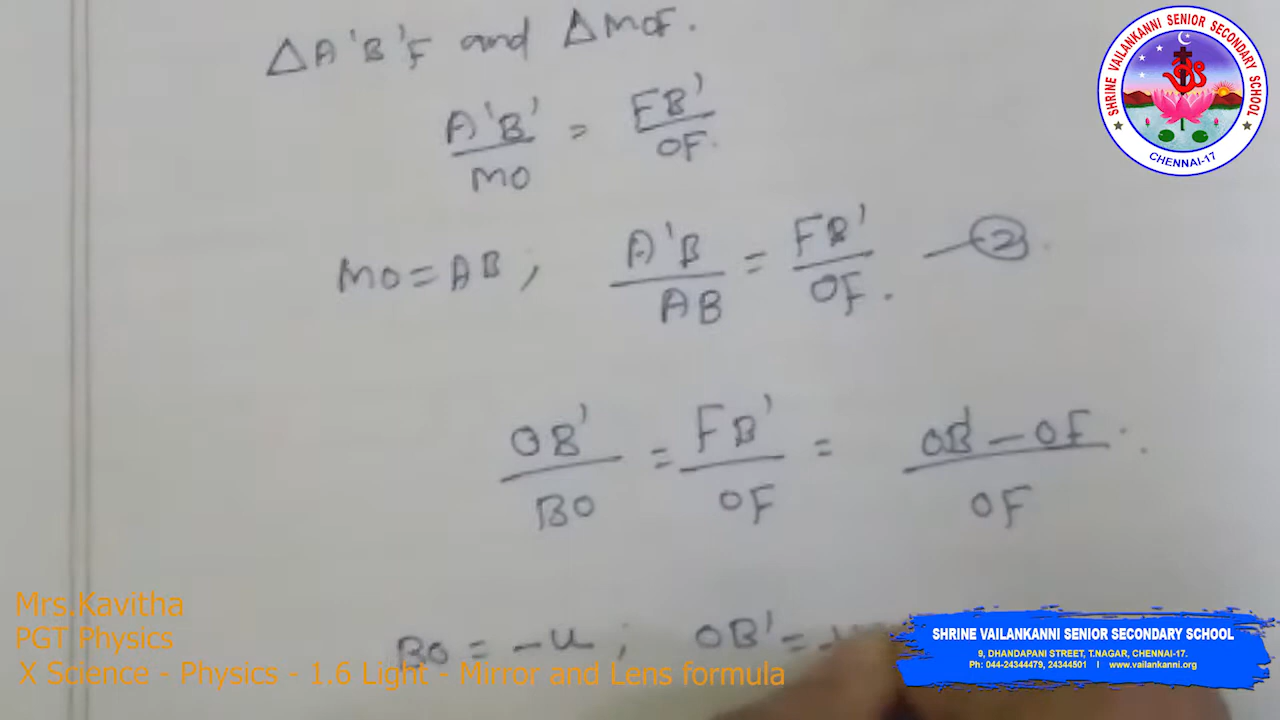 △A'B'F and △MOF.
A'B'/MO = FB'/OF.
MO = AB ; A'B/AB = FB'/OF. — ②
OB'/BO = FB'/OF = OB' - OF/OF
BO = -u ; OB' =
SHRINE VAILANKANNI SENIOR SECONDARY SCHOOL
CHENNAI-17
Mrs.Kavitha
PGT Physics
X Science - Physics - 1.6 Light - Mirror and Lens formula
SHRINE VAILANKANNI SENIOR SECONDARY SCHOOL
9, DHANDAPANI STREET, T.NAGAR, CHENNAI-17.
Ph: 044-24344479, 24344501 | www.vailankanni.org